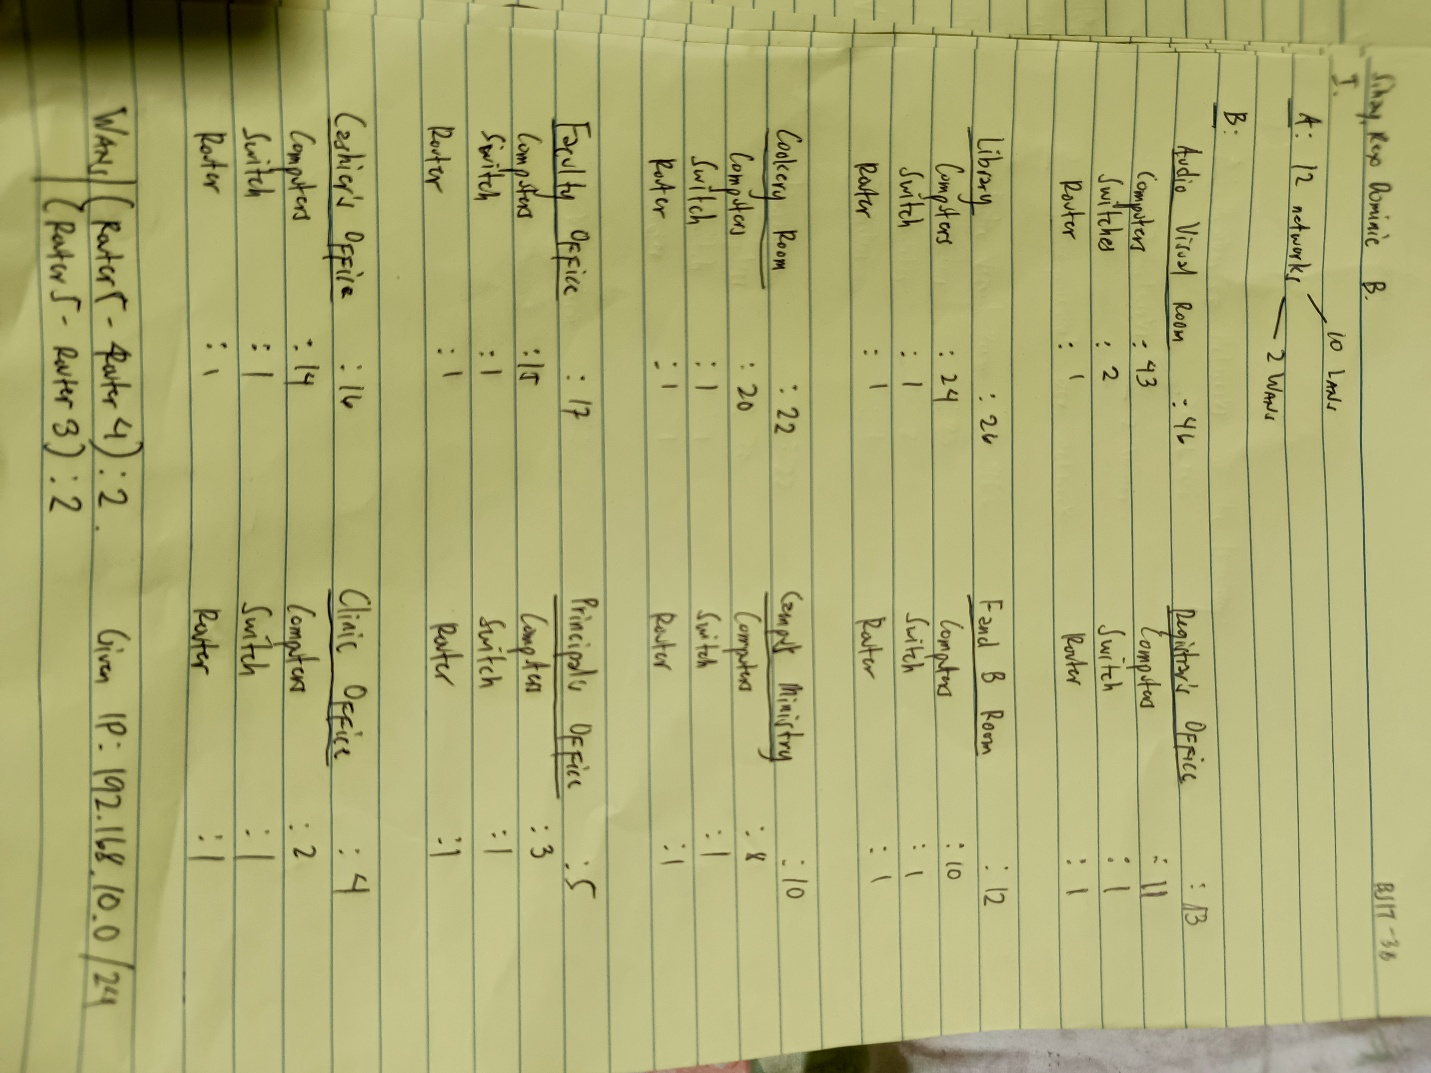 Sihay, Rexo Dominic B. BSIT-3B
I.
10 LANs
A: 12 networks
2 WANs
B:
Audio Visual Room : 46 Registrar's Office : 13
Computers : 43 Computers : 11
Switches : 2 Switch : 1
Router : 1 Router : 1
Library : 26 F and B Room : 12
Computers : 24 Computers : 10
Switch : 1 Switch : 1
Router : 1 Router : 1
Cookery Room : 22 Ministry : 10
Computers : 20 Computers : 8
Switch : 1 Switch : 1
Router : 1 Router : 1
Faculty Office : 17 Principal's Office : 5
Computers : 15 Computers : 3
Switch : 1 Switch : 1
Router : 1 Router : 1
Cashier's Office : 16 Clinic Office : 4
Computers : 14 Computers : 2
Switch : 1 Switch : 1
Router : 1 Router : 1
WANs (Router 5 - Router 4) : 2. Given IP: 192.168.10.0/24
(Router 5 - Router 3) : 2